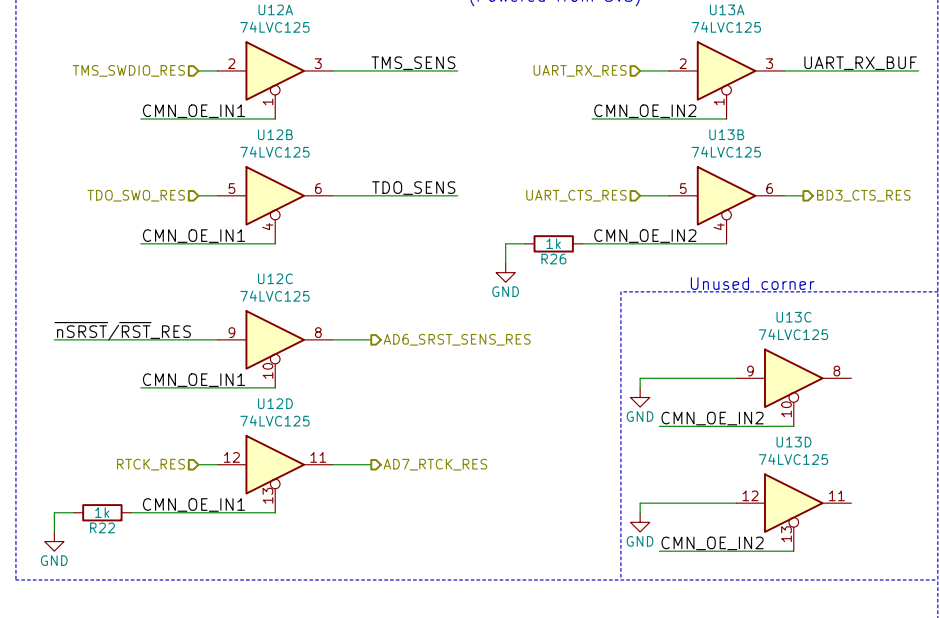 (Powered from 3.3)
U12A
74LVC125
TMS_SWDIO_RES
2
3
TMS_SENS
1
CMN_OE_IN1
U12B
74LVC125
TDO_SWO_RES
5
6
TDO_SENS
4
CMN_OE_IN1
U12C
74LVC125
nSRST/RST_RES
9
8
AD6_SRST_SENS_RES
10
CMN_OE_IN1
U12D
74LVC125
RTCK_RES
12
11
AD7_RTCK_RES
13
CMN_OE_IN1
1k
R22
GND
U13A
74LVC125
UART_RX_RES
2
3
UART_RX_BUF
1
CMN_OE_IN2
U13B
74LVC125
UART_CTS_RES
5
6
BD3_CTS_RES
4
CMN_OE_IN2
1k
R26
GND
Unused corner
U13C
74LVC125
9
8
GND
10
CMN_OE_IN2
U13D
74LVC125
12
11
GND
13
CMN_OE_IN2